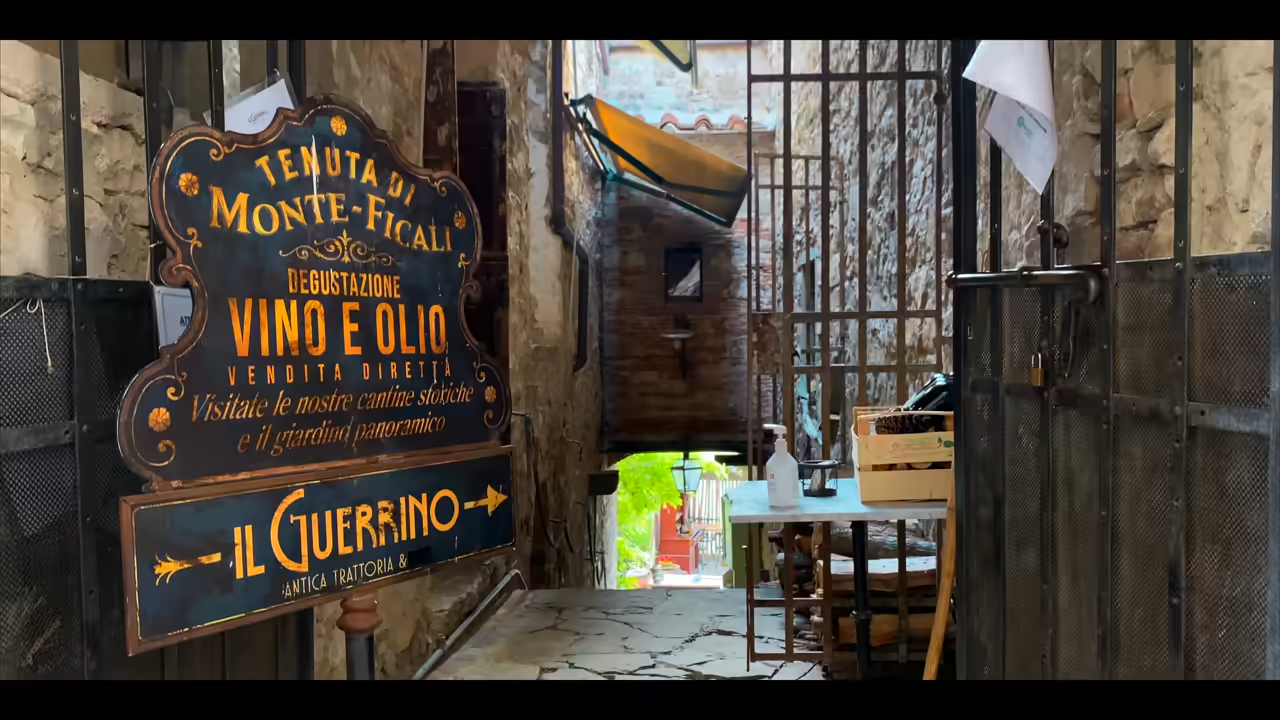 TENUTA DI
MONTE-FICALI
DEGUSTAZIONE
VINO E OLIO
VENDITA DIRETTA
Visitate le nostre cantine storiche
e il giardino panoramico
IL GUERRINO
ANTICA TRATTORIA &